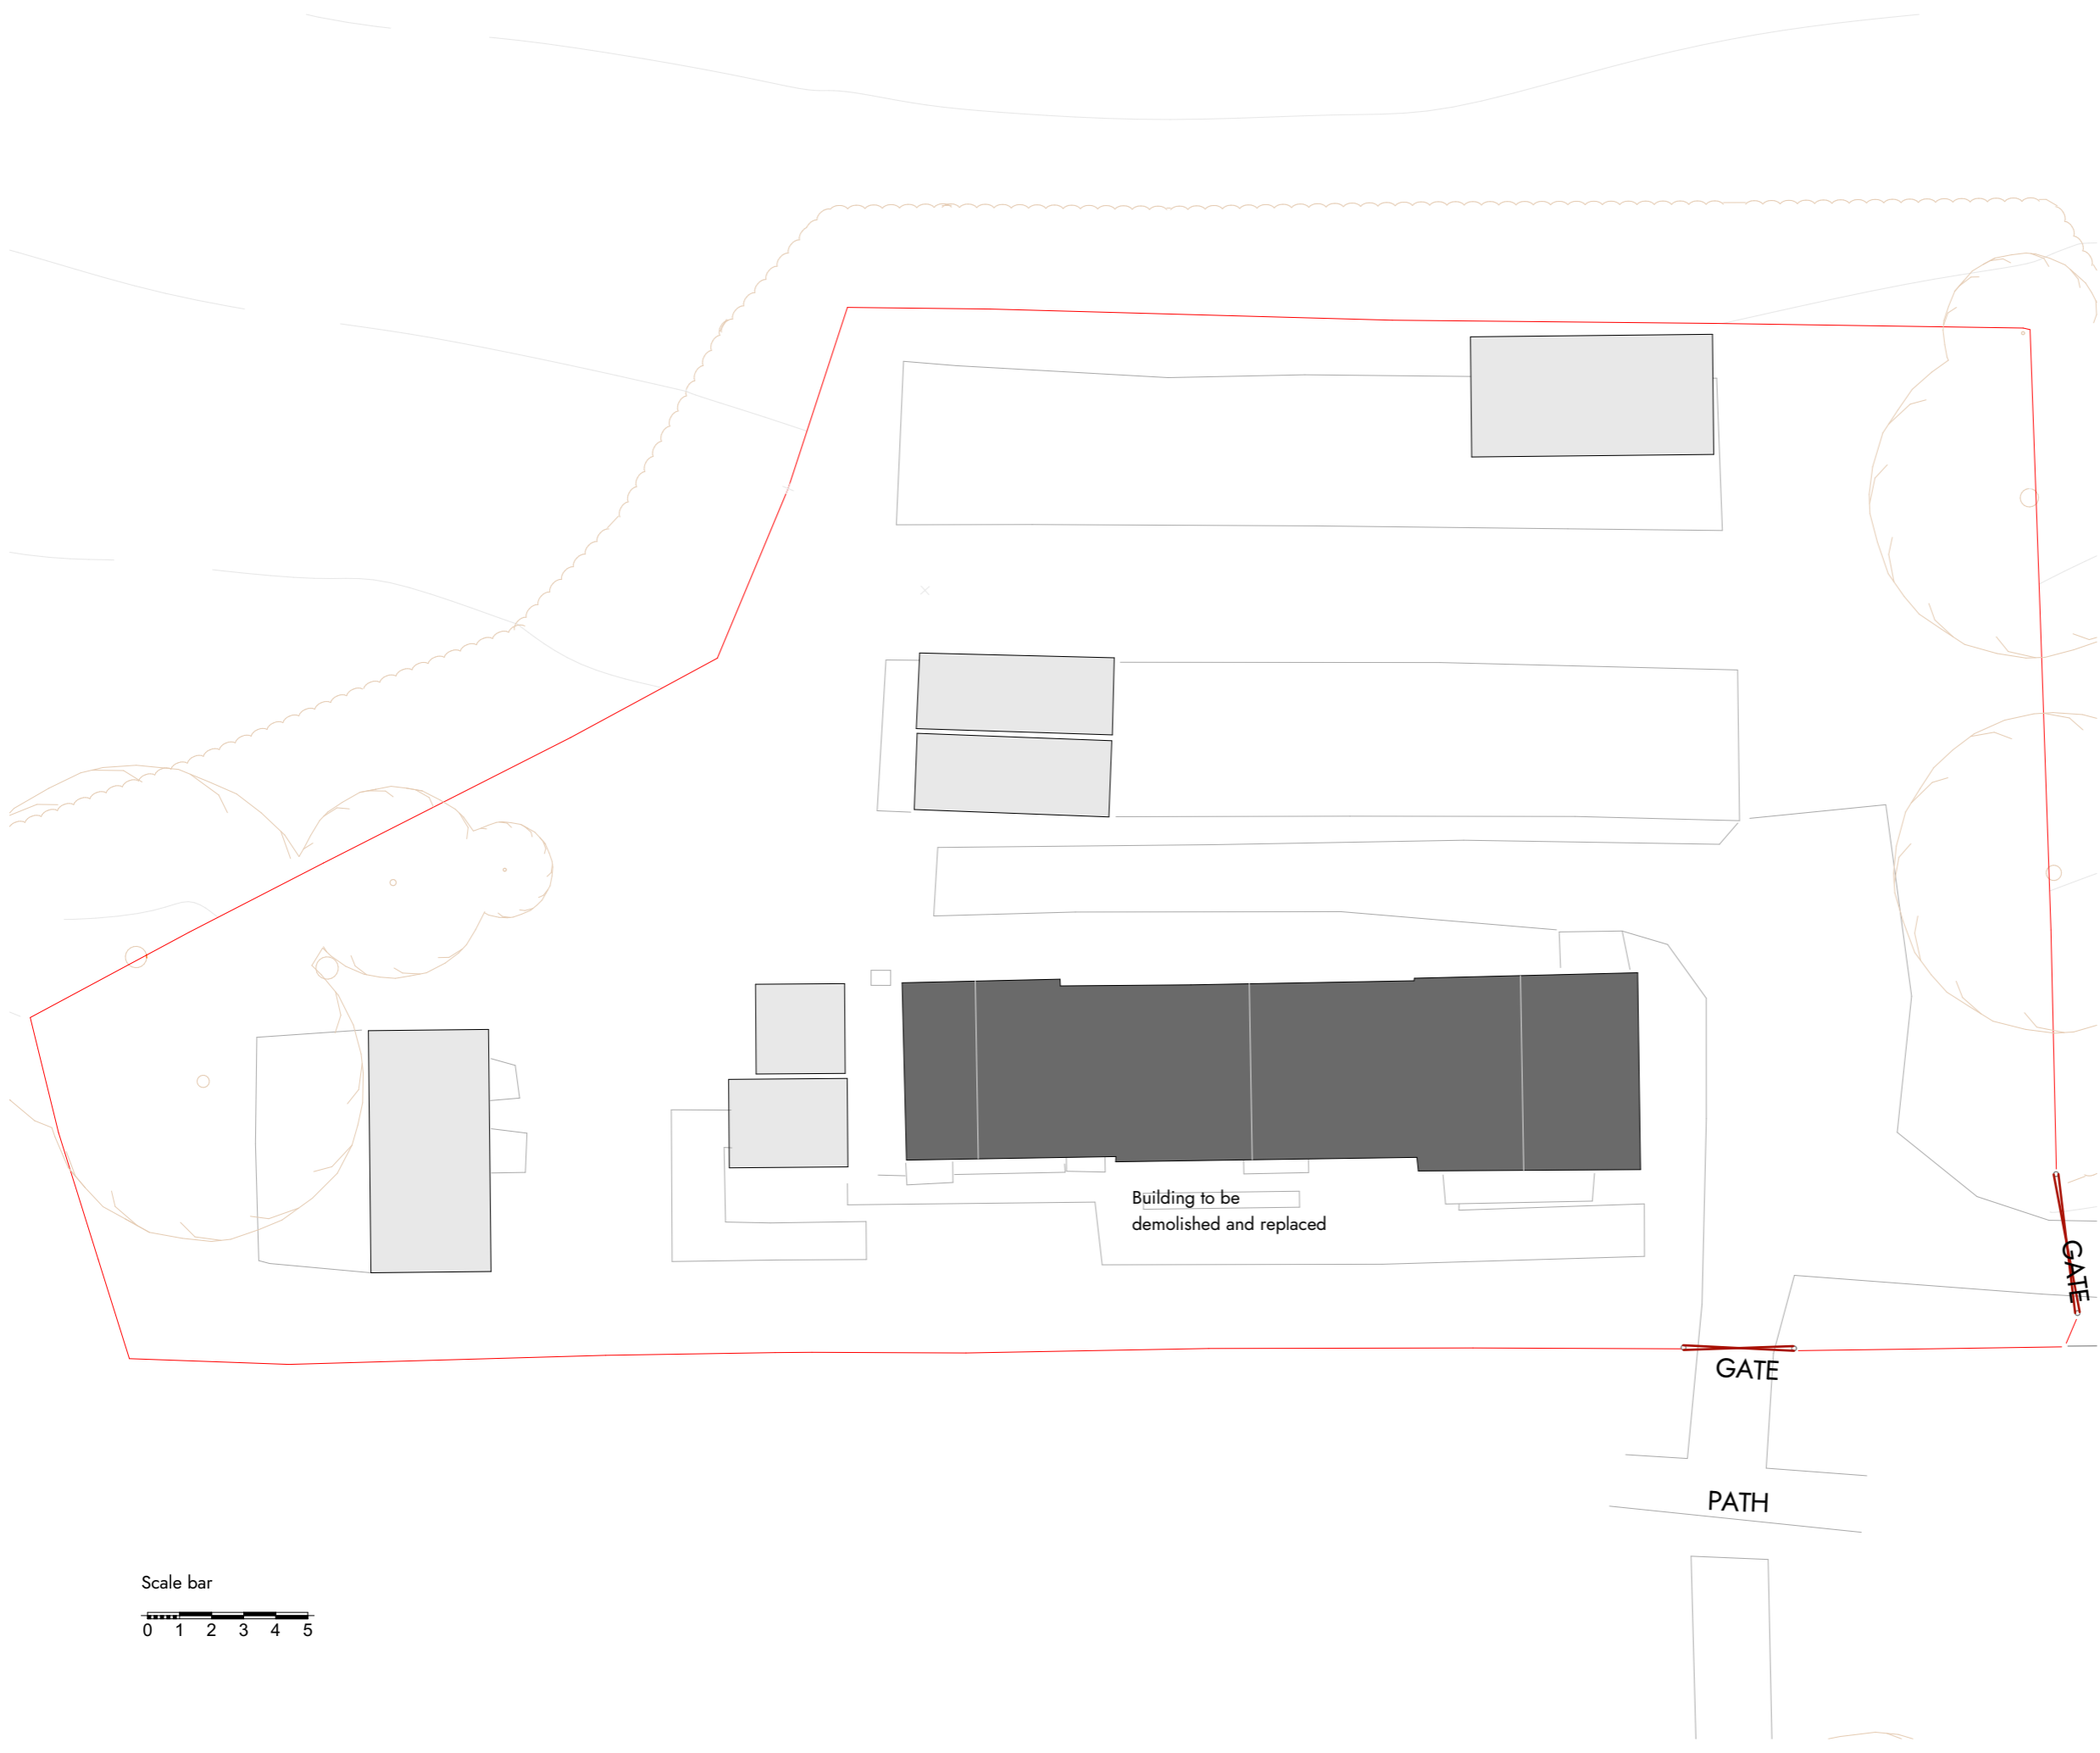 Building to be
demolished and replaced
GATE
GATE
PATH
Scale bar
0 1 2 3 4 5